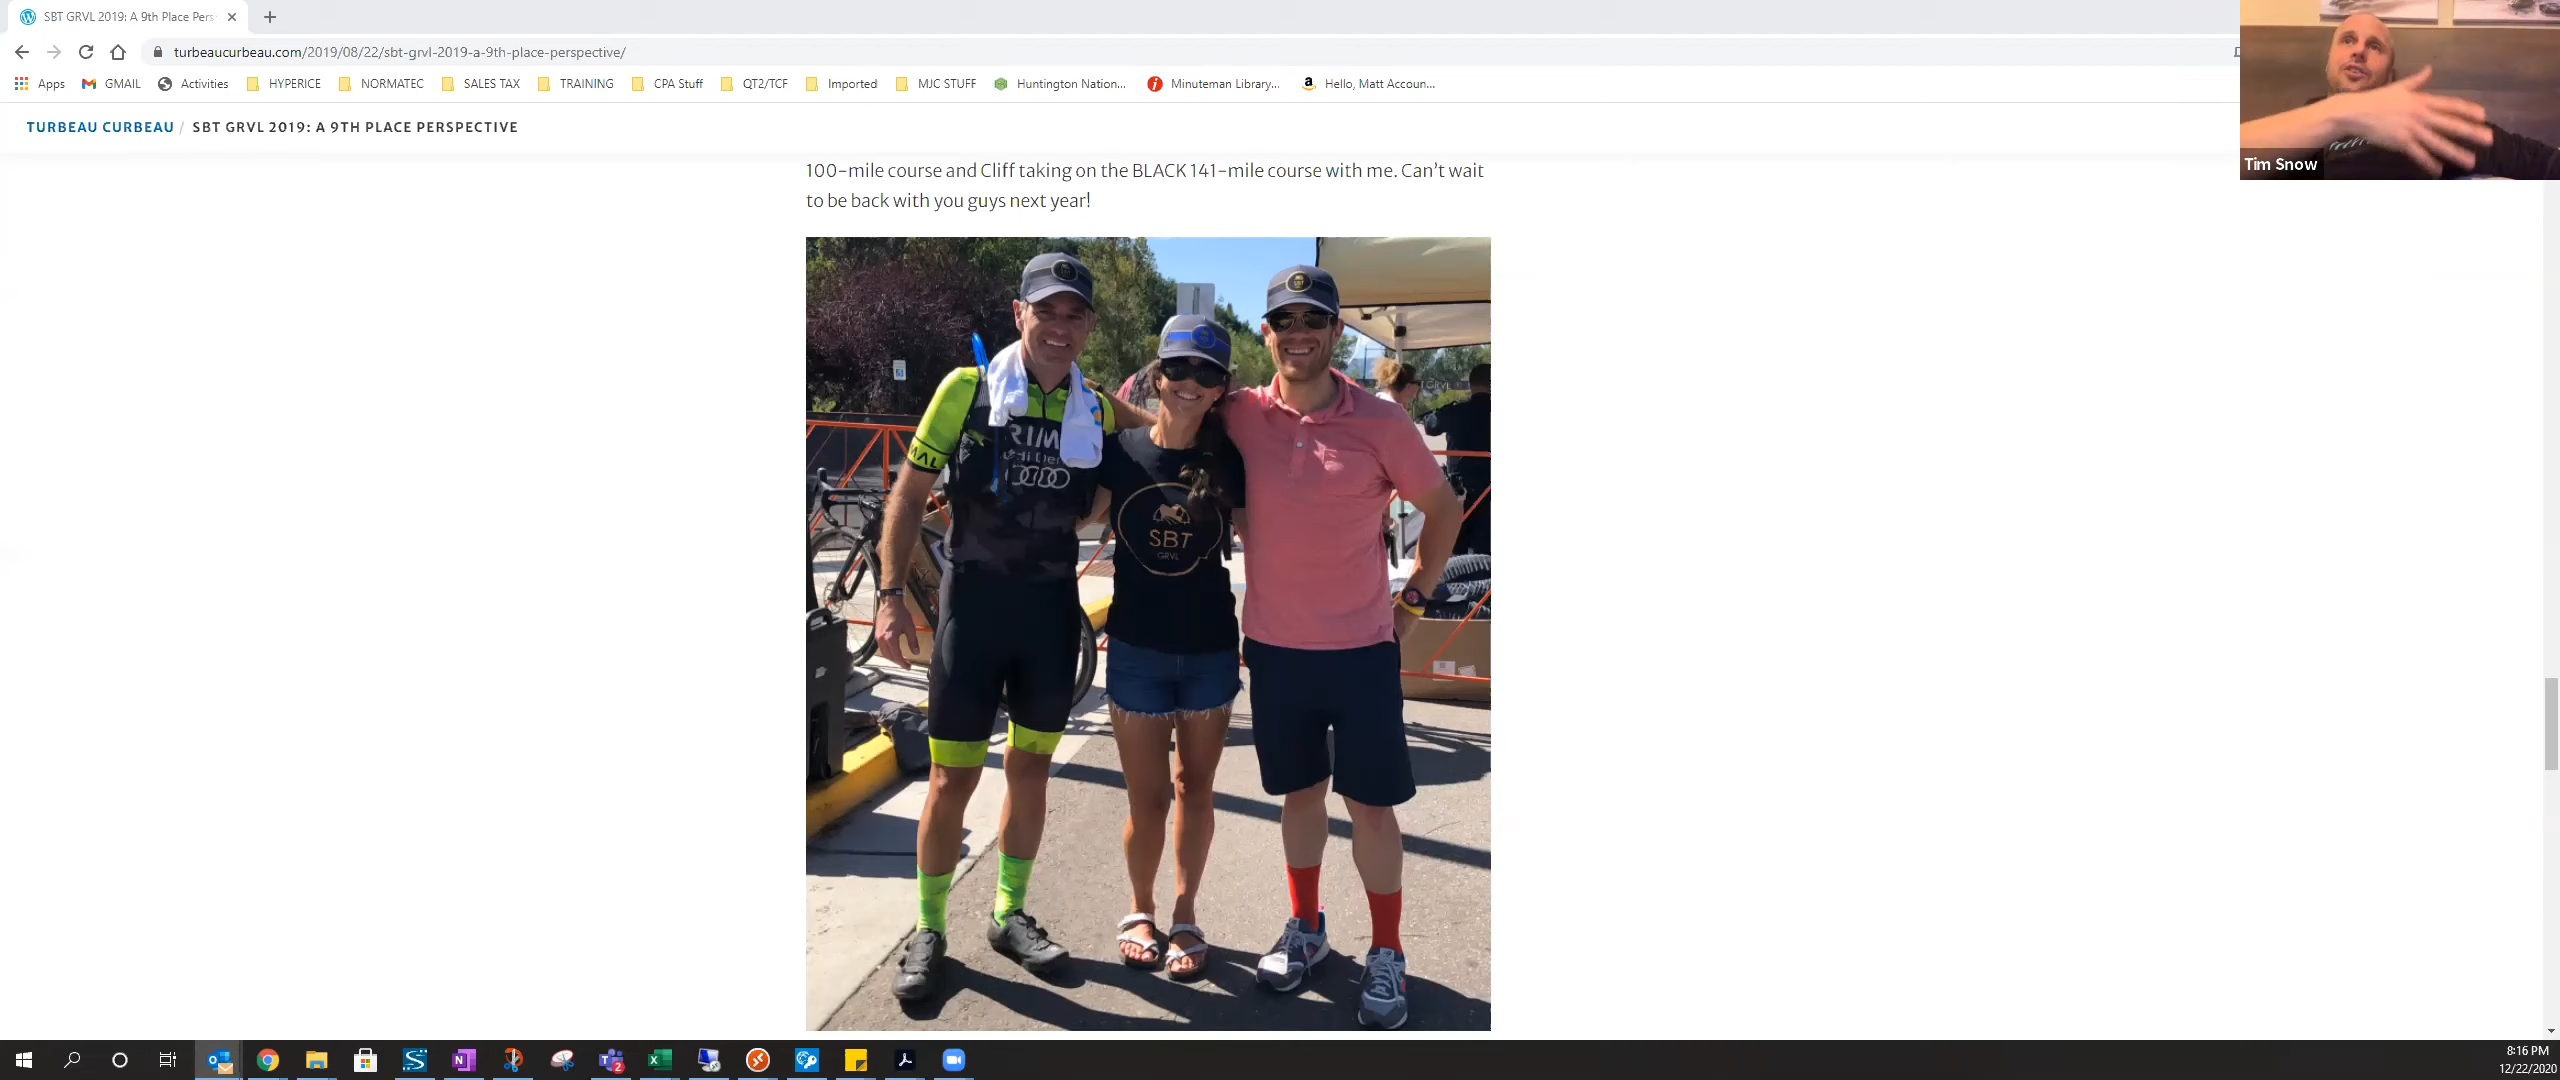 SBT GRVL 2019: A 9th Place Pers
turbeaucurbeau.com/2019/08/22/sbt-grvl-2019-a-9th-place-perspective/
Apps GMAIL Activities HYPERICE NORMATEC SALES TAX TRAINING CPA Stuff QT2/TCF Imported MJC STUFF Huntington Nation... Minuteman Library... Hello, Matt Accoun...
TURBEAU CURBEAU / SBT GRVL 2019: A 9TH PLACE PERSPECTIVE
Tim Snow
100-mile course and Cliff taking on the BLACK 141-mile course with me. Can't wait
to be back with you guys next year!
RIM
SBT
GRVL
8:16 PM
12/22/2020